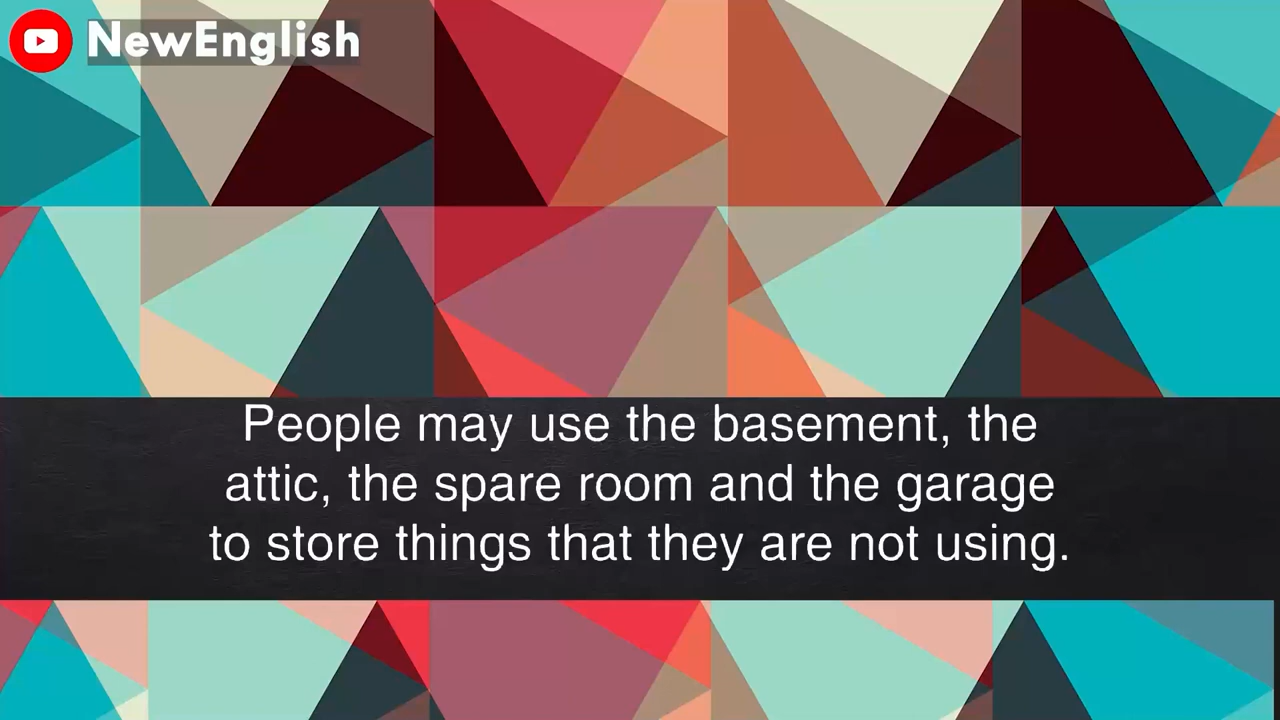 NewEnglish
People may use the basement, the
attic, the spare room and the garage
to store things that they are not using.